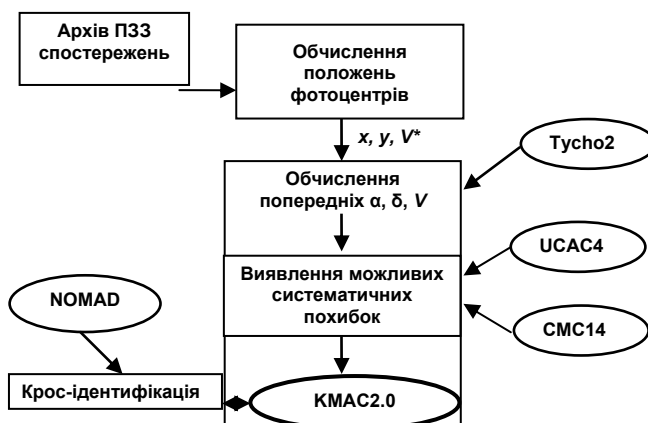 Архів ПЗЗ
спостережень
Обчислення
положень
фотоцентрів
x, y, V*
Tycho2
Обчислення
попередніх α, δ, V
UCAC4
Виявлення можливих
систематичних
похибок
NOMAD
CMC14
Крос-ідентифікація
KMAC2.0